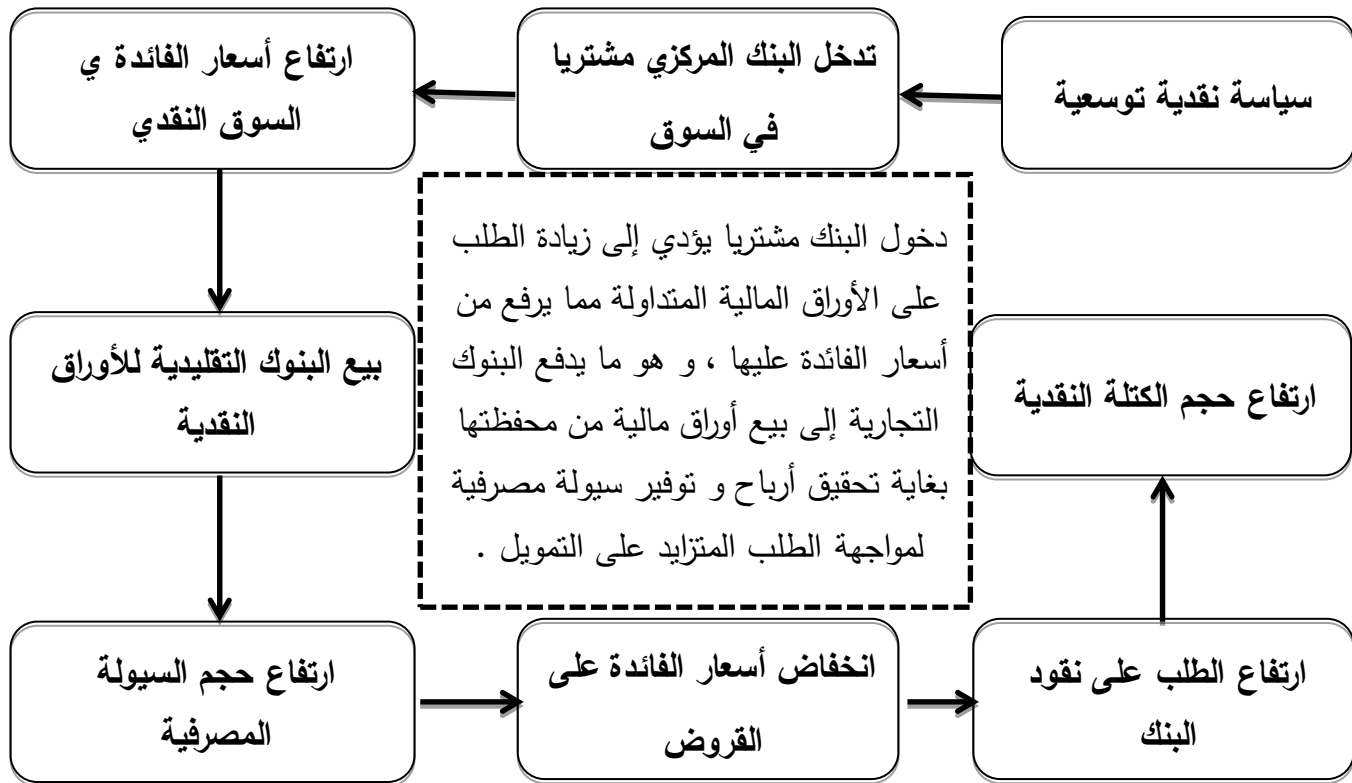 سياسة نقدية توسعية
تدخل البنك المركزي مشتريا
في السوق
ارتفاع أسعار الفائدة ي
السوق النقدي
بيع البنوك التقليدية للأوراق
النقدية
ارتفاع حجم السيولة
المصرفية
انخفاض أسعار الفائدة على
القروض
ارتفاع الطلب على نقود
البنك
ارتفاع حجم الكتلة النقدية
دخول البنك مشتريا يؤدي إلى زيادة الطلب
على الأوراق المالية المتداولة مما يرفع من
أسعار الفائدة عليها ، و هو ما يدفع البنوك
التجارية إلى بيع أوراق مالية من محفظتها
بغاية تحقيق أرباح و توفير سيولة مصرفية
لمواجهة الطلب المتزايد على التمويل .